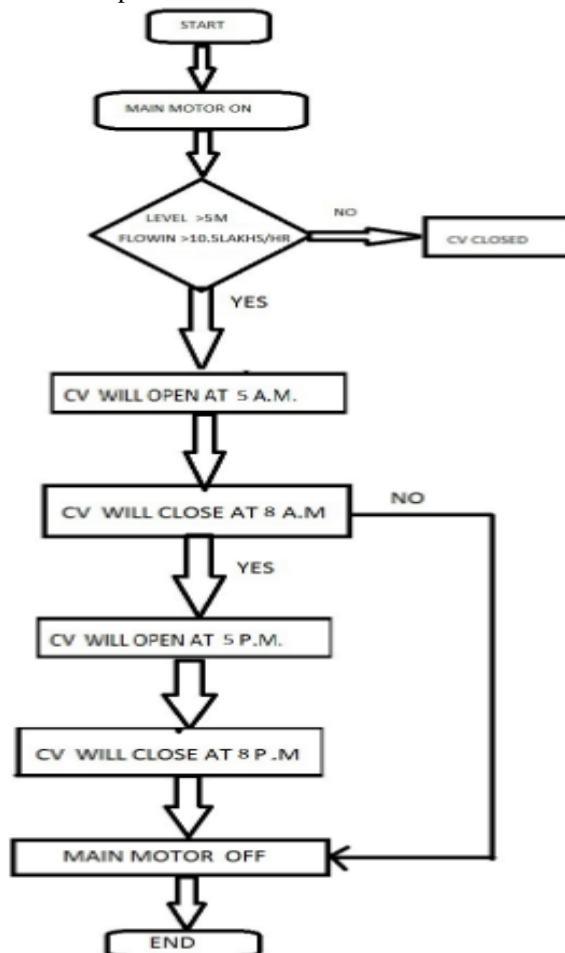 START
MAIN MOTOR ON
LEVEL >5M
FLOWIN >10.5LAKHS/HR
NO
CV CLOSED
YES
CV WILL OPEN AT 5 A.M.
CV WILL CLOSE AT 8 A.M
NO
YES
CV WILL OPEN AT 5 P.M.
CV WILL CLOSE AT 8 P.M
MAIN MOTOR OFF
END